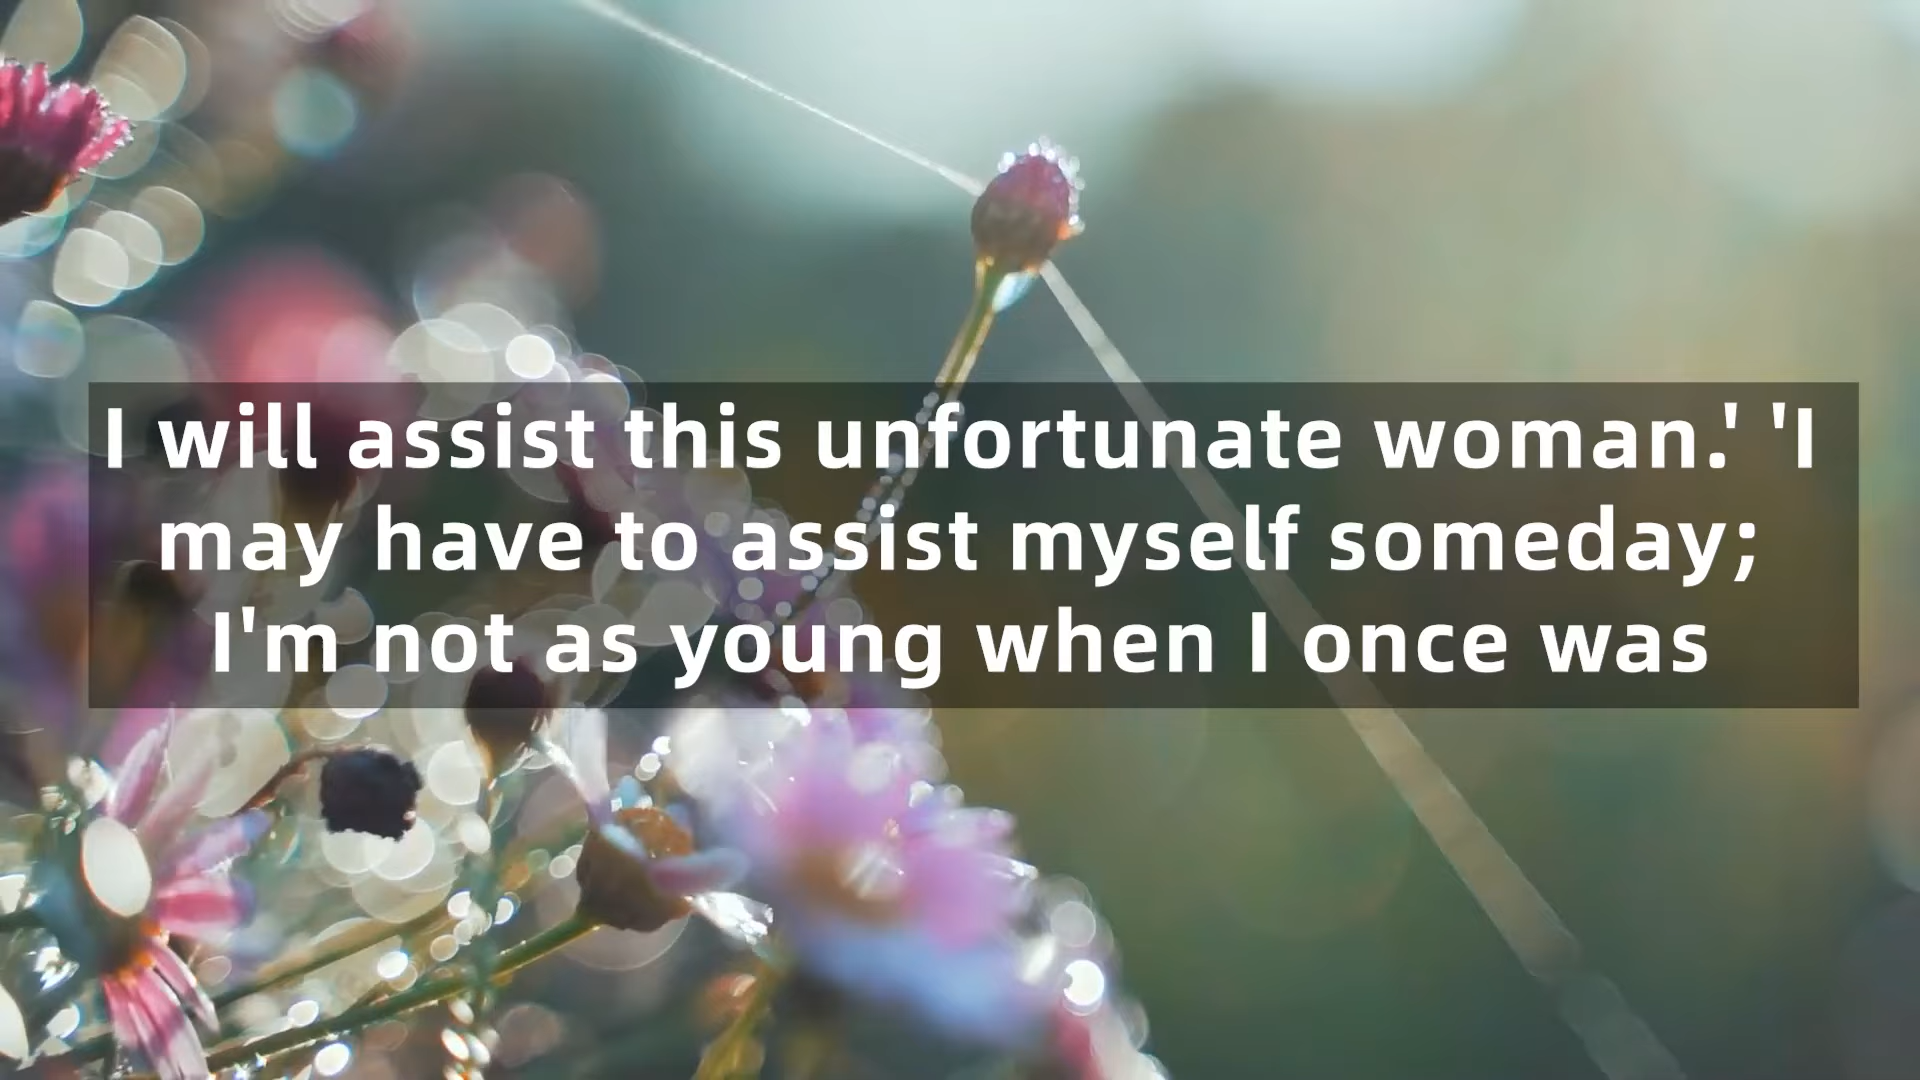 I will assist this unfortunate woman.' 'I
may have to assist myself someday;
I'm not as young when I once was